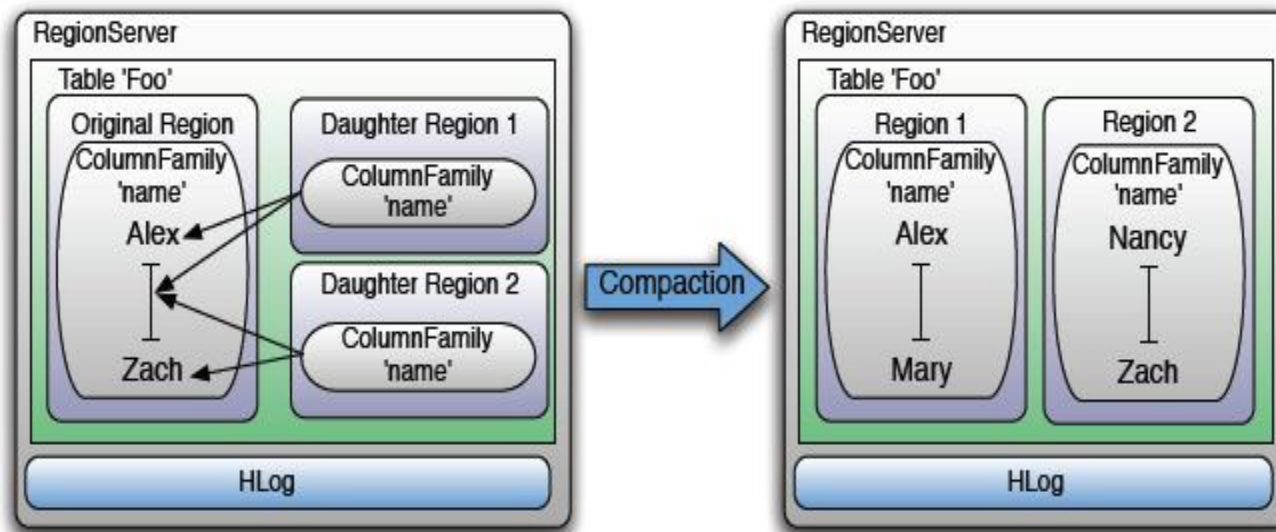 RegionServer
Table 'Foo'
Original Region
ColumnFamily
'name'
Alex
Zach
Daughter Region 1
ColumnFamily
'name'
Daughter Region 2
ColumnFamily
'name'
HLog
Compaction
RegionServer
Table 'Foo'
Region 1
ColumnFamily
'name'
Alex
Mary
Region 2
ColumnFamily
'name'
Nancy
Zach
HLog